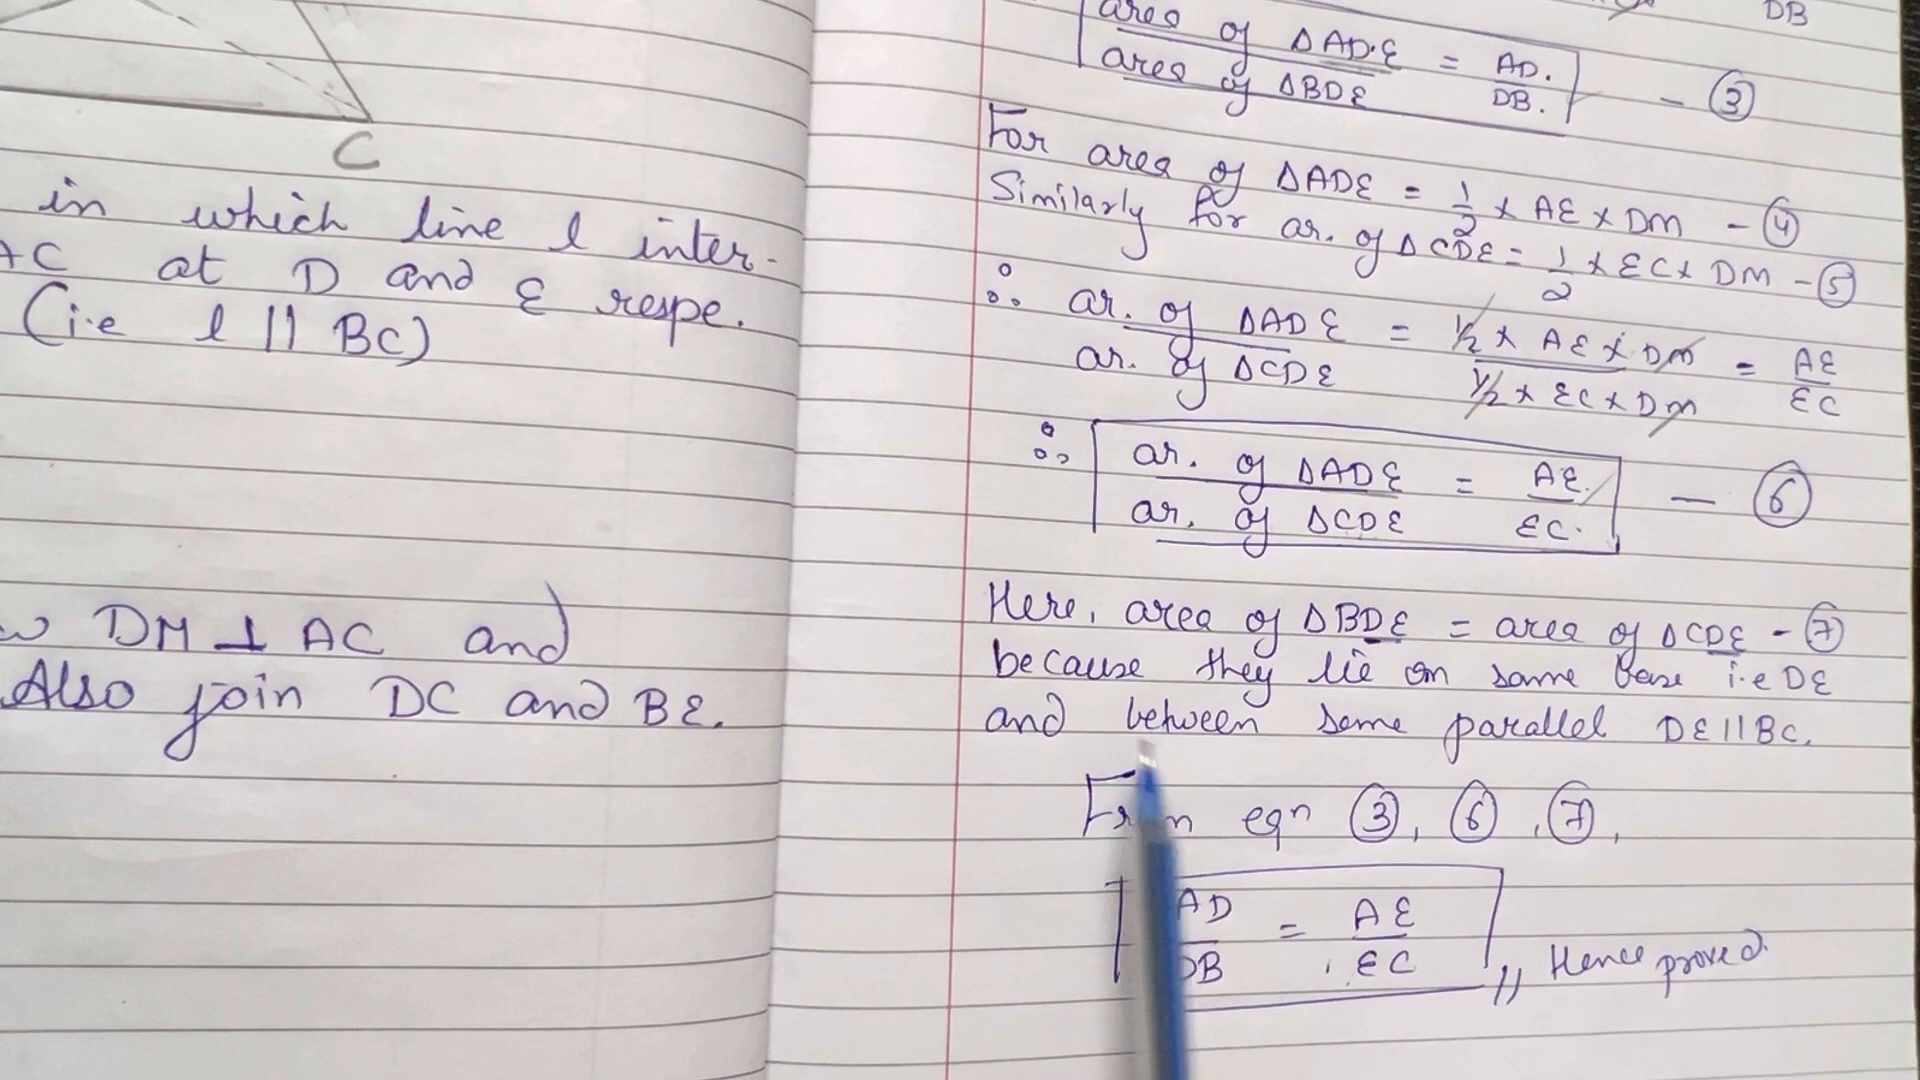 C
in which line l inter-
AC at D and E respe.
(i.e l || BC)
DM ⊥ AC and
Also join DC and BE.
DB
area of ΔADE = AD.
area of ΔBDE DB. - ③
For area of ΔADE = 1/2 × AE × DM - ④
Similarly for ar. of ΔCDE = 1/2 × EC × DM - ⑤
∴ ar. of ΔADE = 1/2 × AE × DM = AE
ar. of ΔCDE 1/2 × EC × DM EC
∴ ar. of ΔADE = AE.
ar. of ΔCDE EC. - ⑥
Here, area of ΔBDE = area of ΔCDE - ⑦
because they lie on same base i.e DE
and between same parallel DE || BC.
From eqn ③, ⑥, ⑦,
AD = AE
DB EC // Hence proved